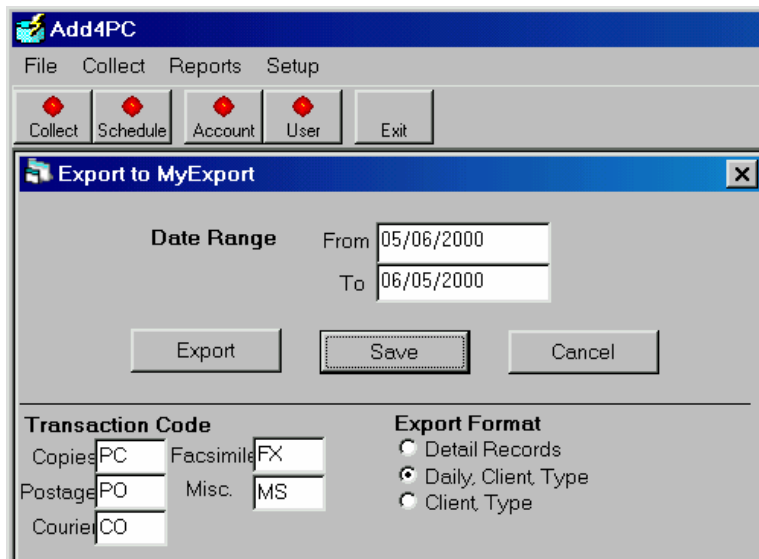 Add4PC
File Collect Reports Setup
Collect Schedule Account User Exit
Export to MyExport
Date Range From 05/06/2000
To 06/05/2000
Export Save Cancel
Transaction Code
Copies PC Facsimile FX
Postage PO Misc. MS
Courier CO
Export Format
Detail Records
Daily, Client, Type
Client, Type